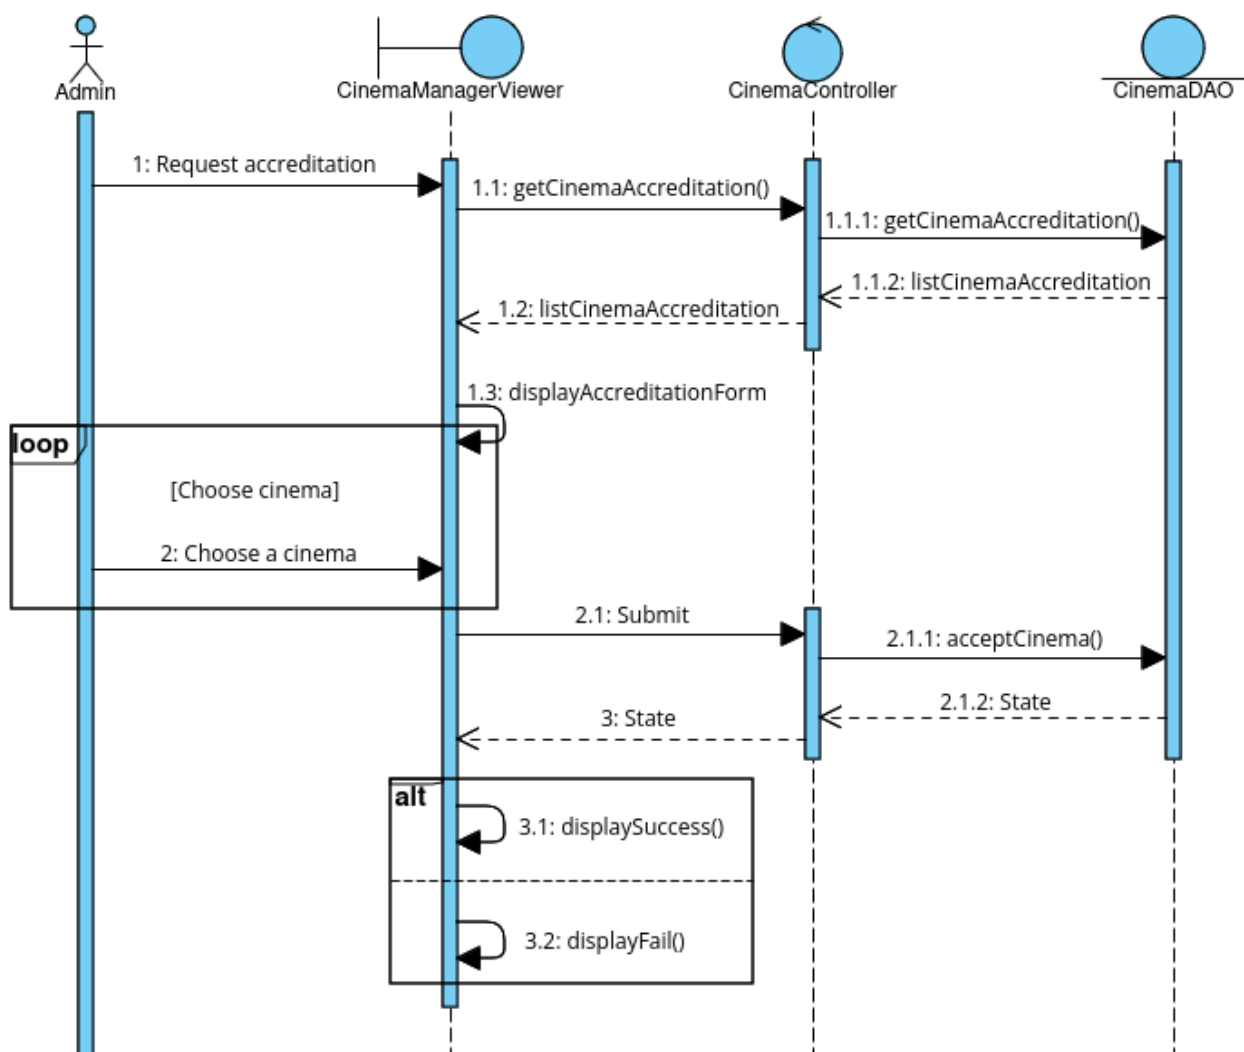 Admin
CinemaManagerViewer
CinemaController
CinemaDAO
1: Request accreditation
1.1: getCinemaAccreditation()
1.1.1: getCinemaAccreditation()
1.1.2: listCinemaAccreditation
1.2: listCinemaAccreditation
1.3: displayAccreditationForm
loop
[Choose cinema]
2: Choose a cinema
2.1: Submit
2.1.1: acceptCinema()
2.1.2: State
3: State
alt
3.1: displaySuccess()
3.2: displayFail()